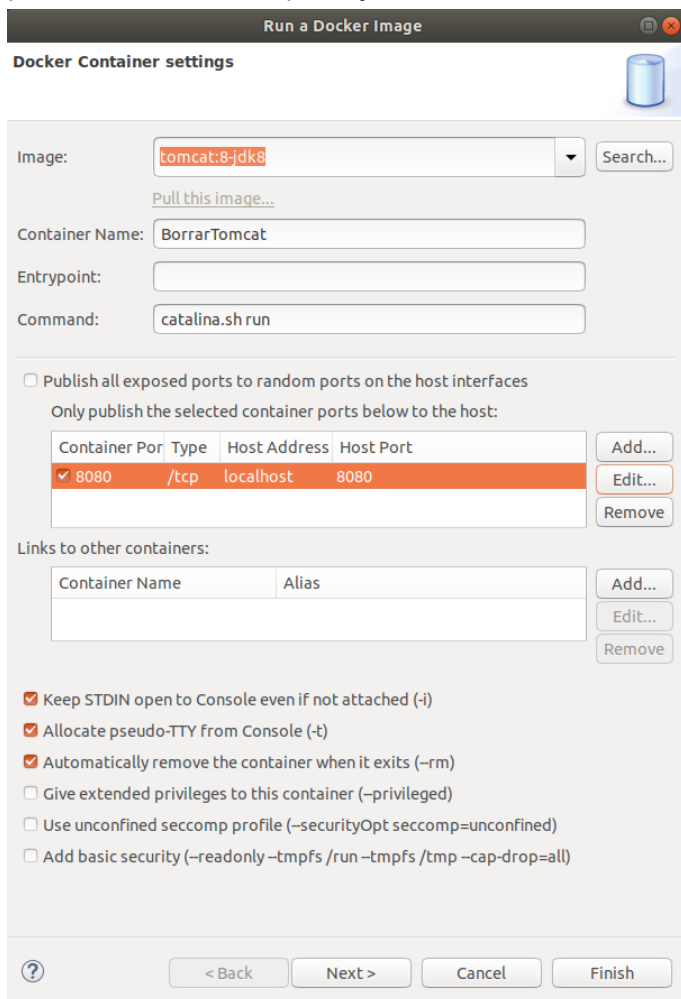 Run a Docker Image
Docker Container settings
Image: tomcat:8-jdk8 Search...
Pull this image...
Container Name: BorrarTomcat
Entrypoint:
Command: catalina.sh run
Publish all exposed ports to random ports on the host interfaces
Only publish the selected container ports below to the host:
Container Por Type Host Address Host Port Add...
8080 /tcp localhost 8080 Edit...
Remove
Links to other containers:
Container Name Alias Add...
Edit...
Remove
Keep STDIN open to Console even if not attached (-i)
Allocate pseudo-TTY from Console (-t)
Automatically remove the container when it exits (--rm)
Give extended privileges to this container (--privileged)
Use unconfined seccomp profile (--securityOpt seccomp=unconfined)
Add basic security (--readonly --tmpfs /run --tmpfs /tmp --cap-drop=all)
? < Back Next > Cancel Finish